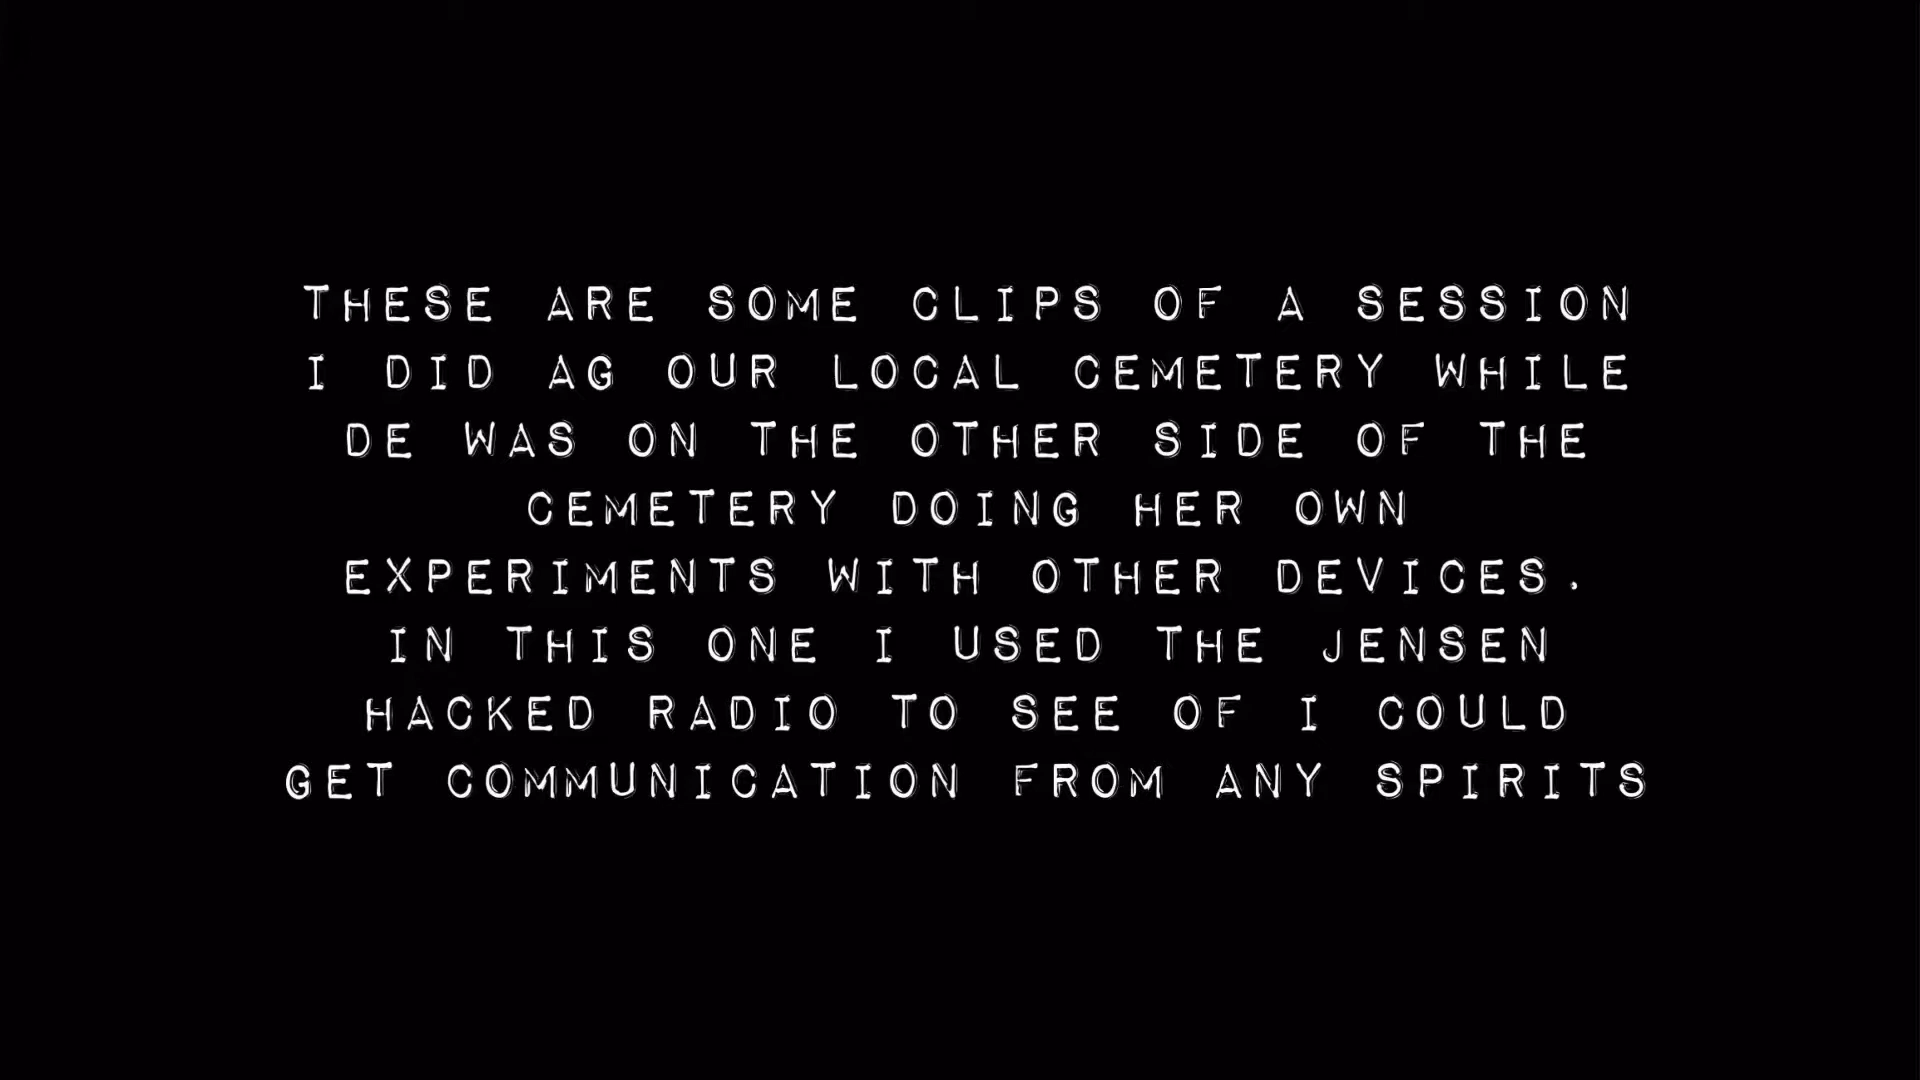 THESE ARE SOME CLIPS OF A SESSION
I DID AG OUR LOCAL CEMETERY WHILE
DE WAS ON THE OTHER SIDE OF THE
CEMETERY DOING HER OWN
EXPERIMENTS WITH OTHER DEVICES.
IN THIS ONE I USED THE JENSEN
HACKED RADIO TO SEE OF I COULD
GET COMMUNICATION FROM ANY SPIRITS